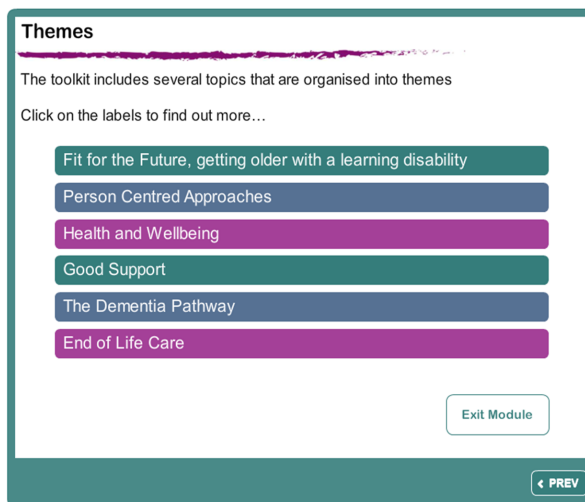 Themes
The toolkit includes several topics that are organised into themes
Click on the labels to find out more…
Fit for the Future, getting older with a learning disability
Person Centred Approaches
Health and Wellbeing
Good Support
The Dementia Pathway
End of Life Care
Exit Module
‹ PREV